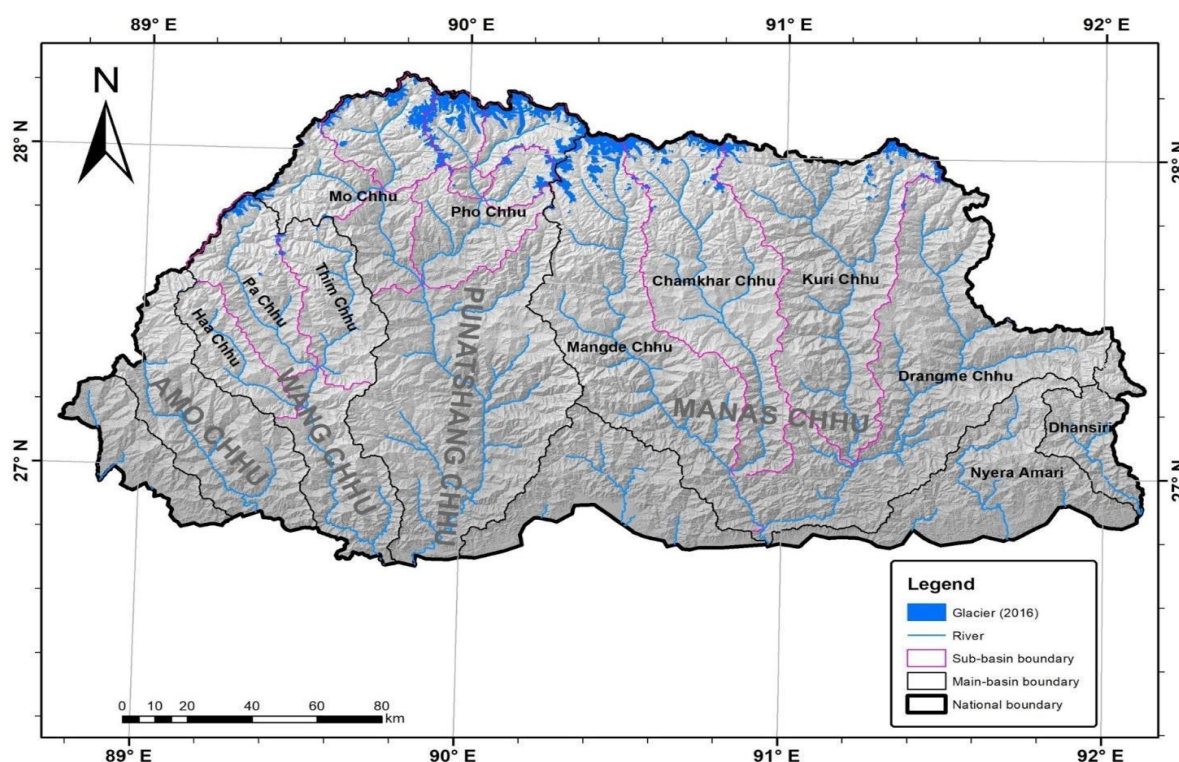 89° E
90° E
91° E
92° E
N
28° N
28° N
Mo Chhu
Pho Chhu
Thim Chhu
Pa Chhu
Haa Chhu
Chamkhar Chhu
Kuri Chhu
Mangde Chhu
Drangme Chhu
AMO CHHU
WANG CHHU
PUNATSHANG CHHU
MANAS CHHU
Dhansiri
Nyera Amari
27° N
27° N
Legend
Glacier (2016)
River
Sub-basin boundary
Main-basin boundary
National boundary
0 10 20 40 60 80
km
89° E
90° E
91° E
92° E